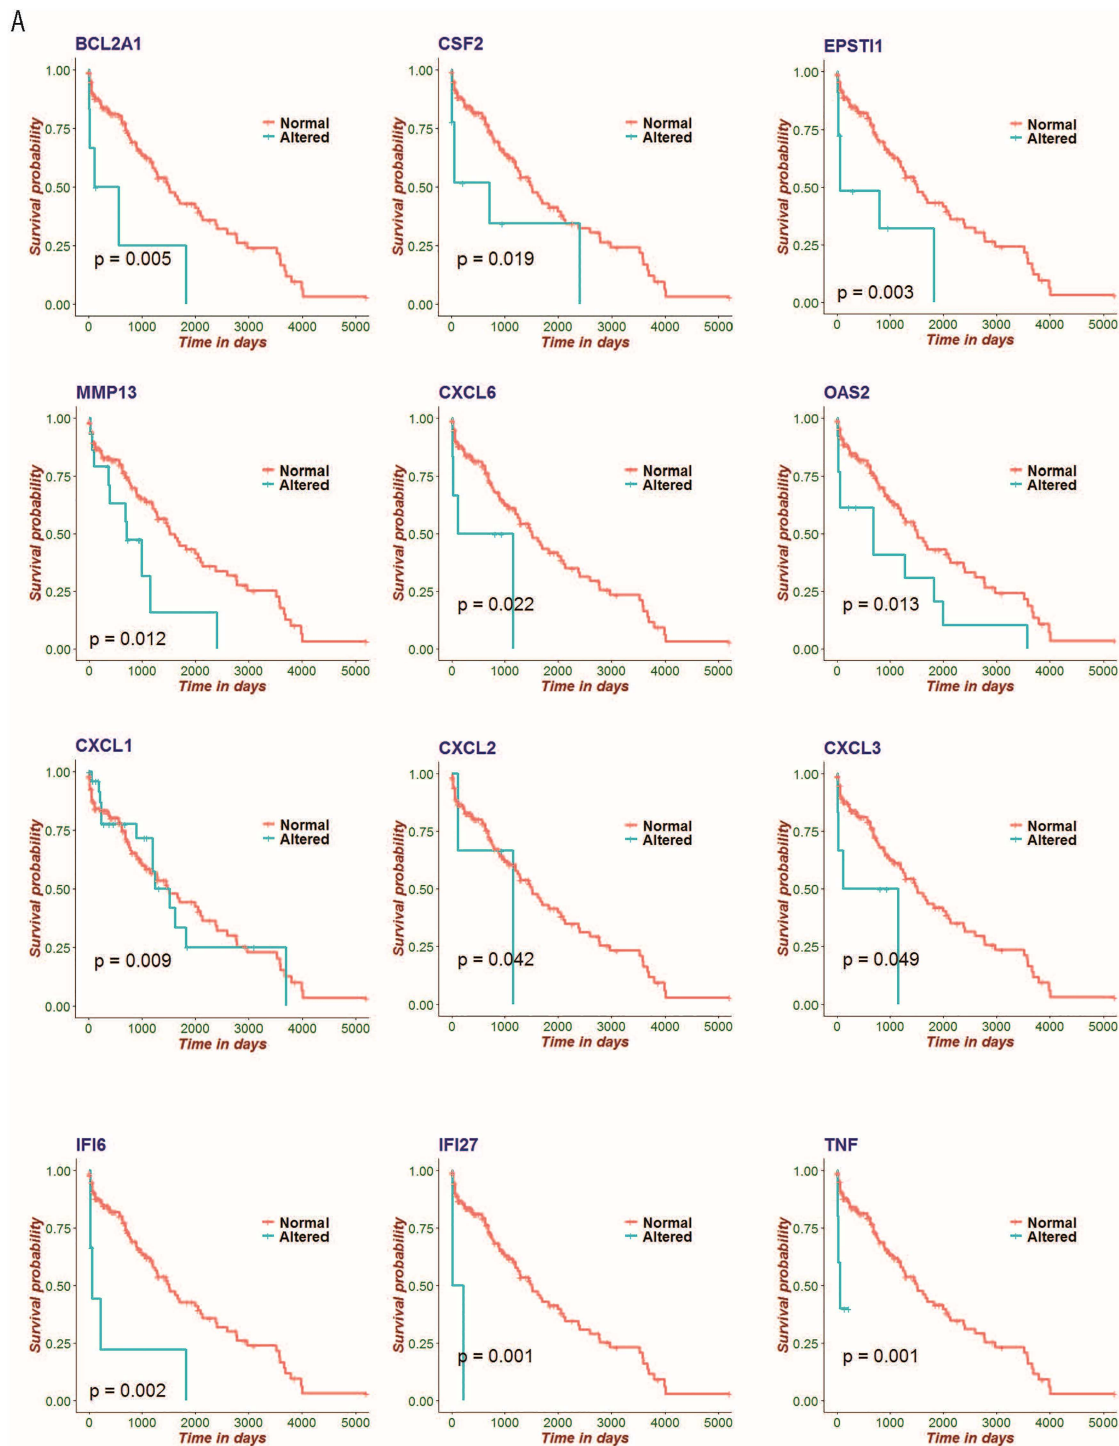 A
BCL2A1
1.00
0.75
0.50
0.25
0.00
Survival probability
Normal
Altered
p = 0.005
0 1000 2000 3000 4000 5000
Time in days
CSF2
1.00
0.75
0.50
0.25
0.00
Survival probability
Normal
Altered
p = 0.019
0 1000 2000 3000 4000 5000
Time in days
EPSTI1
1.00
0.75
0.50
0.25
0.00
Survival probability
Normal
Altered
p = 0.003
0 1000 2000 3000 4000 5000
Time in days
MMP13
1.00
0.75
0.50
0.25
0.00
Survival probability
Normal
Altered
p = 0.012
0 1000 2000 3000 4000 5000
Time in days
CXCL6
1.00
0.75
0.50
0.25
0.00
Survival probability
Normal
Altered
p = 0.022
0 1000 2000 3000 4000 5000
Time in days
OAS2
1.00
0.75
0.50
0.25
0.00
Survival probability
Normal
Altered
p = 0.013
0 1000 2000 3000 4000 5000
Time in days
CXCL1
1.00
0.75
0.50
0.25
0.00
Survival probability
Normal
Altered
p = 0.009
0 1000 2000 3000 4000 5000
Time in days
CXCL2
1.00
0.75
0.50
0.25
0.00
Survival probability
Normal
Altered
p = 0.042
0 1000 2000 3000 4000 5000
Time in days
CXCL3
1.00
0.75
0.50
0.25
0.00
Survival probability
Normal
Altered
p = 0.049
0 1000 2000 3000 4000 5000
Time in days
IFI6
1.00
0.75
0.50
0.25
0.00
Survival probability
Normal
Altered
p = 0.002
0 1000 2000 3000 4000 5000
Time in days
IFI27
1.00
0.75
0.50
0.25
0.00
Survival probability
Normal
Altered
p = 0.001
0 1000 2000 3000 4000 5000
Time in days
TNF
1.00
0.75
0.50
0.25
0.00
Survival probability
Normal
Altered
p = 0.001
0 1000 2000 3000 4000 5000
Time in days